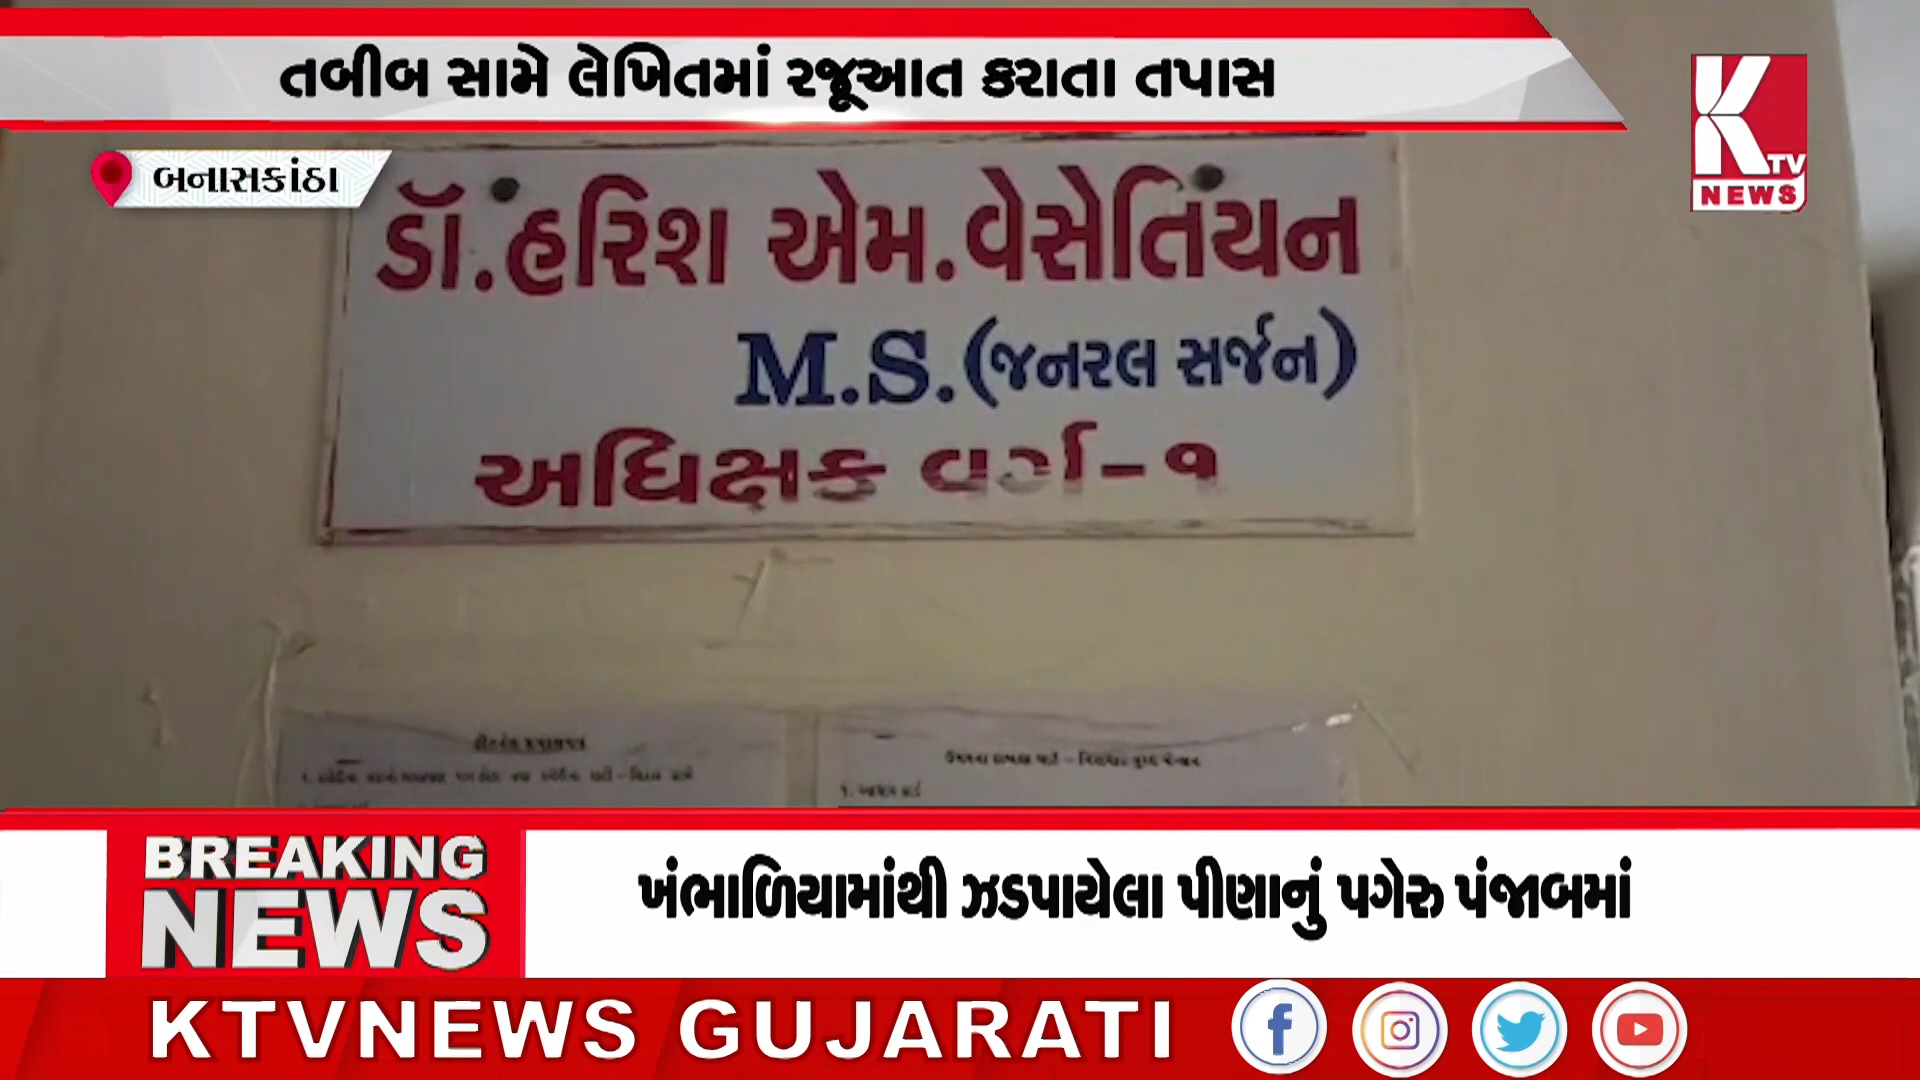 તબીબ સામે લેખિતમાં રજૂઆત કરાતા તપાસ
K TV NEWS
બનાસકાંઠા
ડૉ.હરિશ એમ.વેસેતિયન
M.S.(જનરલ સર્જન)
અધિક્ષક વર્ગ-૧
BREAKING NEWS
ખંભાળિયામાંથી ઝડપાયેલા પીણાનું પગેરુ પંજાબમાં
KTVNEWS GUJARATI